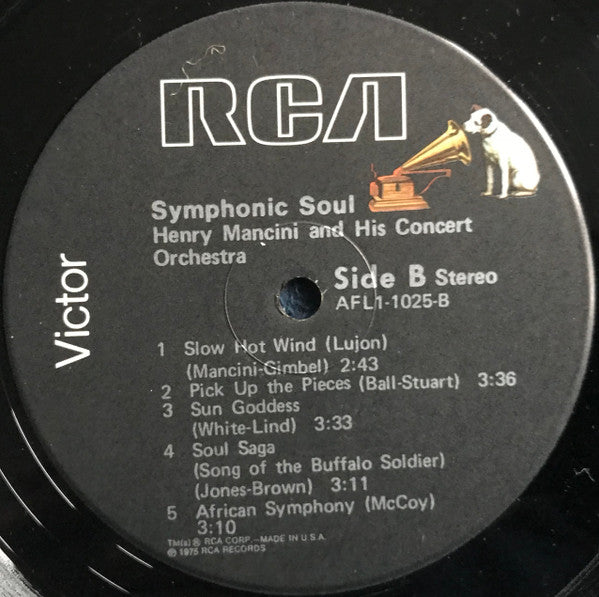 RCA
Victor
Symphonic Soul
Henry Mancini and His Concert
Orchestra
Side B Stereo
AFL1-1025-B
1 Slow Hot Wind (Lujon)
(Mancini-Gimbel) 2:43
2 Pick Up the Pieces (Ball-Stuart) 3:36
3 Sun Goddess
(White-Lind) 3:33
4 Soul Saga
(Song of the Buffalo Soldier)
(Jones-Brown) 3:11
5 African Symphony (McCoy)
3:10
TM(s) ® RCA CORP.—MADE IN U.S.A.
℗ 1975 RCA RECORDS